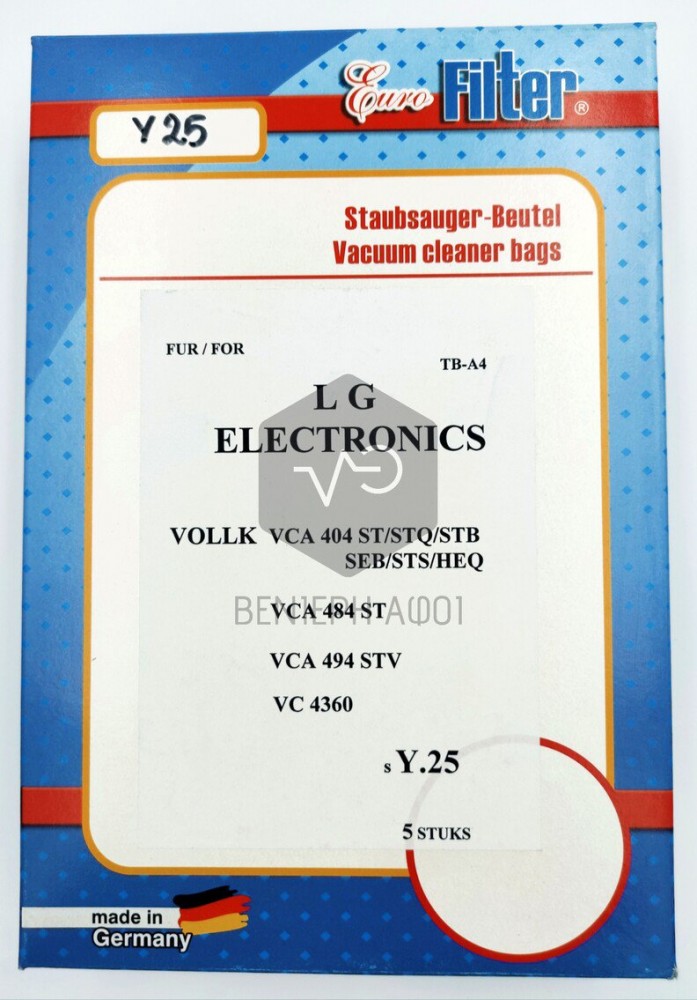 Euro Filter®
Y25
Staubsauger-Beutel
Vacuum cleaner bags
FUR / FOR
TB-A4
L G
ELECTRONICS
VOLLK VCA 404 ST/STQ/STB
SEB/STS/HEQ
ΒΕΝΙΕΡΗ ΑΦΟΙ
VCA 484 ST
VCA 494 STV
VC 4360
s Y.25
5 STUKS
made in
Germany